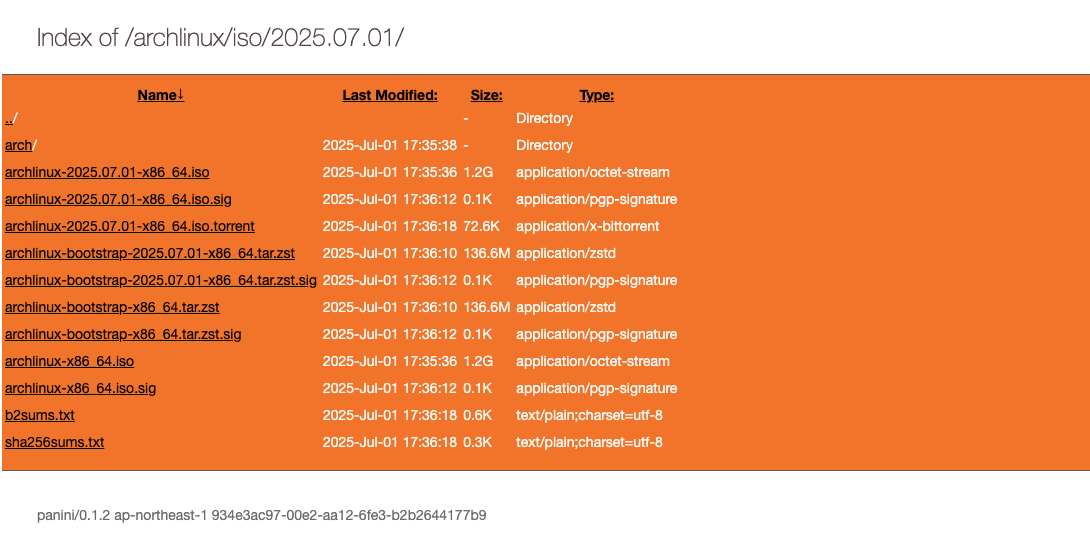 Index of /archlinux/iso/2025.07.01/
Name↓ Last Modified: Size: Type:
../ - Directory
arch/ 2025-Jul-01 17:35:38 - Directory
archlinux-2025.07.01-x86_64.iso 2025-Jul-01 17:35:36 1.2G application/octet-stream
archlinux-2025.07.01-x86_64.iso.sig 2025-Jul-01 17:36:12 0.1K application/pgp-signature
archlinux-2025.07.01-x86_64.iso.torrent 2025-Jul-01 17:36:18 72.6K application/x-bittorrent
archlinux-bootstrap-2025.07.01-x86_64.tar.zst 2025-Jul-01 17:36:10 136.6M application/zstd
archlinux-bootstrap-2025.07.01-x86_64.tar.zst.sig 2025-Jul-01 17:36:12 0.1K application/pgp-signature
archlinux-bootstrap-x86_64.tar.zst 2025-Jul-01 17:36:10 136.6M application/zstd
archlinux-bootstrap-x86_64.tar.zst.sig 2025-Jul-01 17:36:12 0.1K application/pgp-signature
archlinux-x86_64.iso 2025-Jul-01 17:35:36 1.2G application/octet-stream
archlinux-x86_64.iso.sig 2025-Jul-01 17:36:12 0.1K application/pgp-signature
b2sums.txt 2025-Jul-01 17:36:18 0.6K text/plain;charset=utf-8
sha256sums.txt 2025-Jul-01 17:36:18 0.3K text/plain;charset=utf-8
panini/0.1.2 ap-northeast-1 934e3ac97-00e2-aa12-6fe3-b2b2644177b9